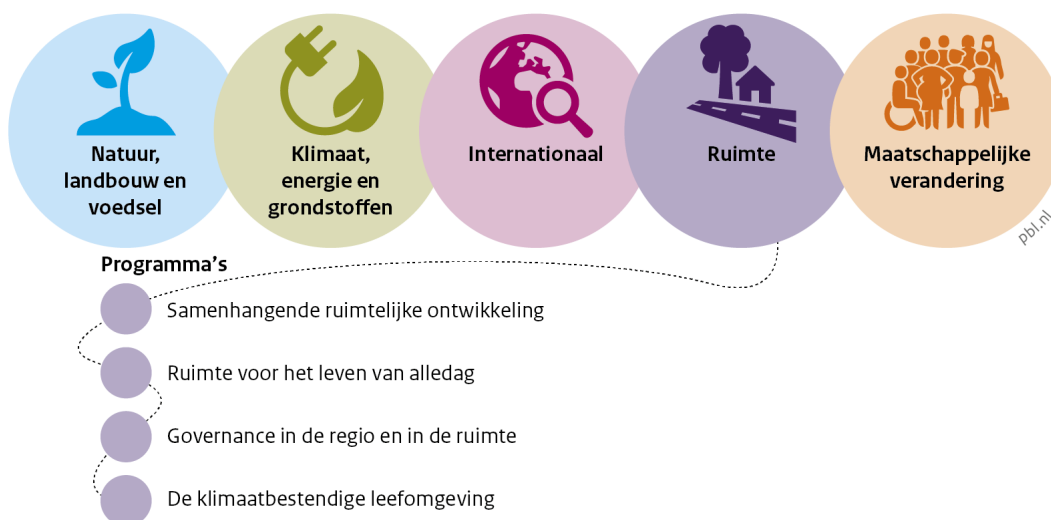 Natuur,
landbouw en
voedsel
Klimaat,
energie en
grondstoffen
Internationaal
Ruimte
Maatschappelijke
verandering
pbl.nl
Programma’s
Samenhangende ruimtelijke ontwikkeling
Ruimte voor het leven van alledag
Governance in de regio en in de ruimte
De klimaatbestendige leefomgeving